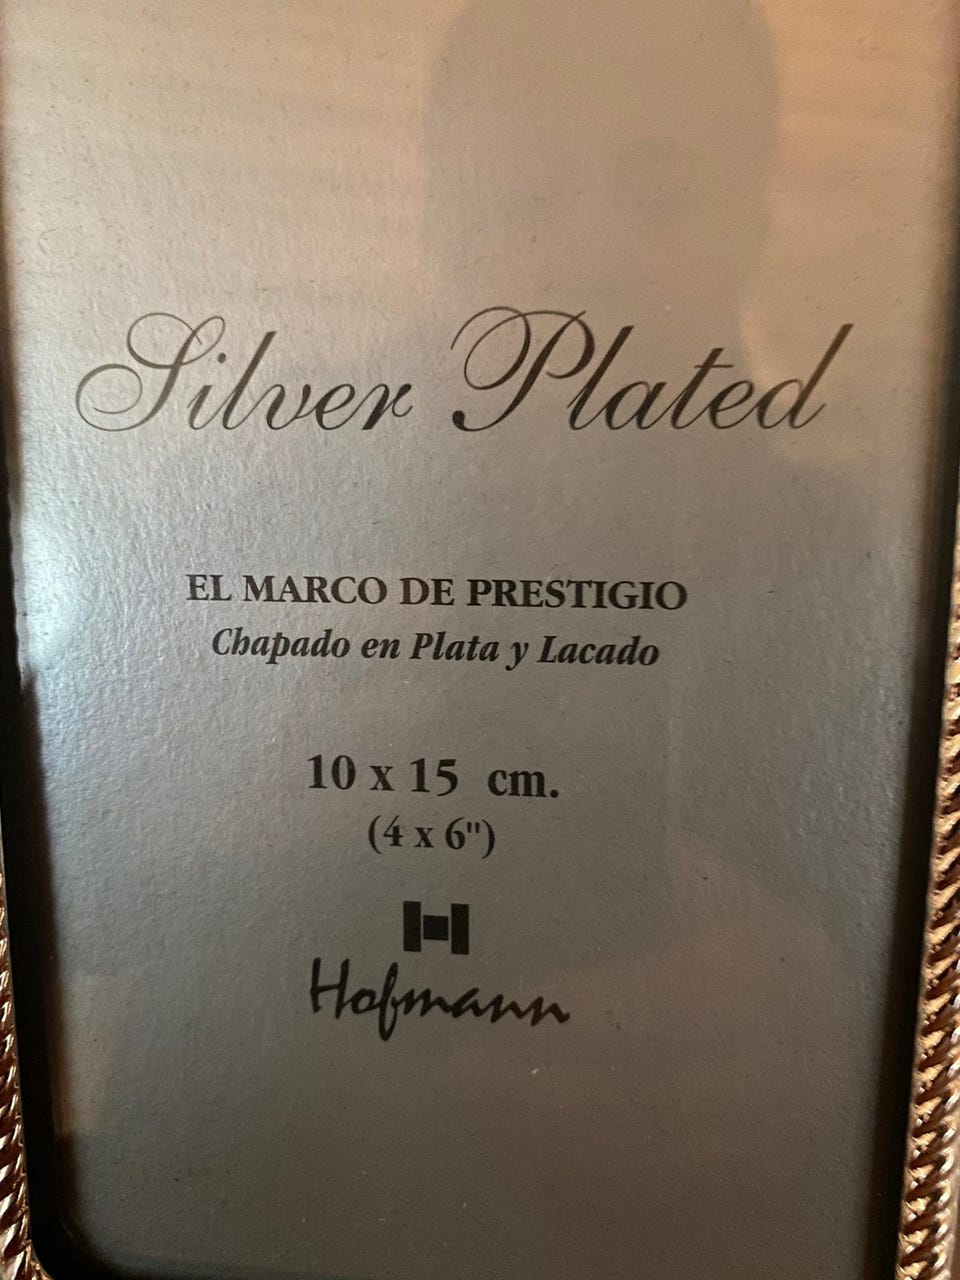 Silver Plated
EL MARCO DE PRESTIGIO
Chapado en Plata y Lacado
10 x 15 cm.
(4 x 6")
H
Hofmann